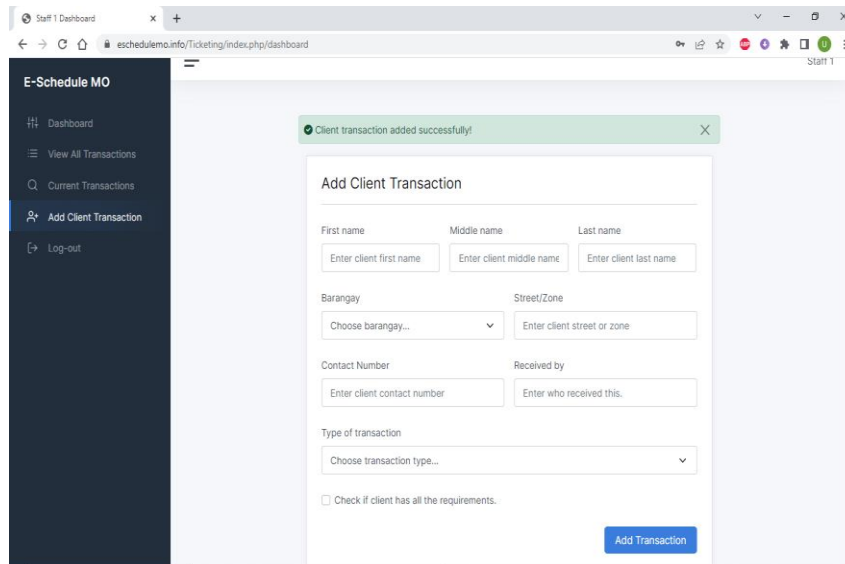 Staff 1 Dashboard
eschedulemo.info/Ticketing/index.php/dashboard
Staff 1
E-Schedule MO
Dashboard
View All Transactions
Current Transactions
Add Client Transaction
Log-out
Client transaction added successfully!
Add Client Transaction
First name Middle name Last name
Enter client first name Enter client middle name Enter client last name
Barangay Street/Zone
Choose barangay... Enter client street or zone
Contact Number Received by
Enter client contact number Enter who received this.
Type of transaction
Choose transaction type...
Check if client has all the requirements.
Add Transaction